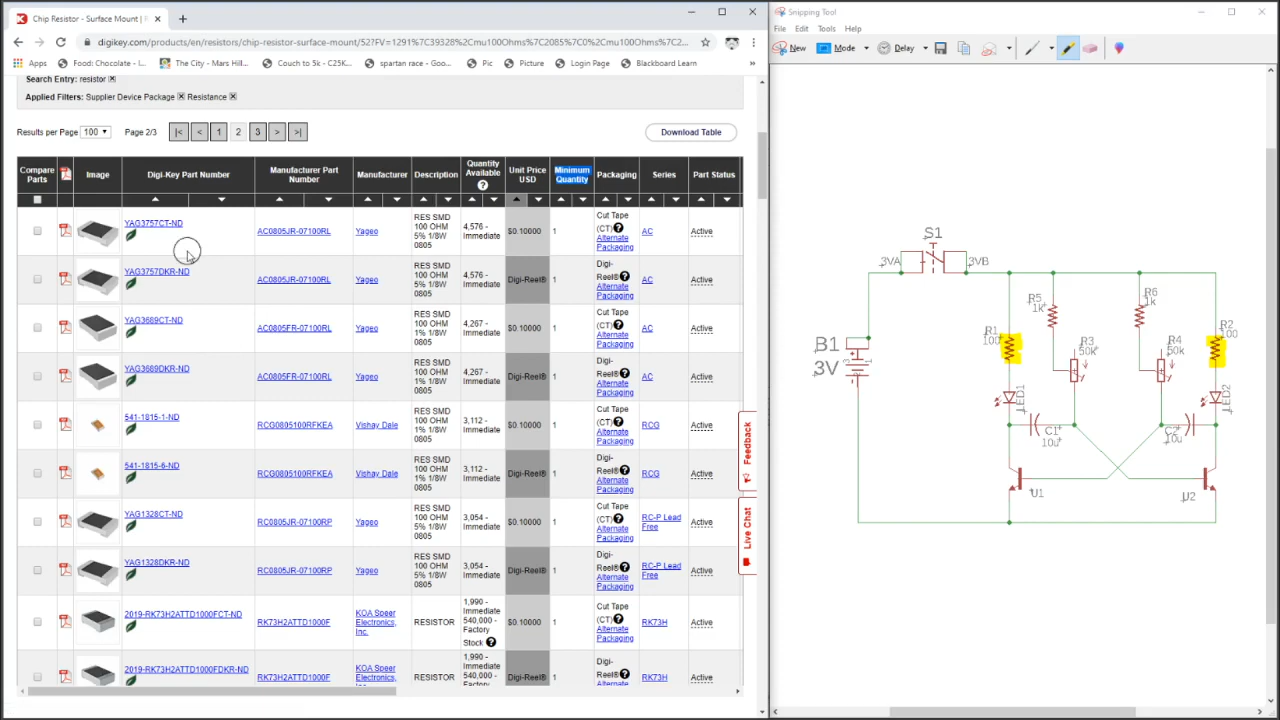 Chip Resistor - Surface Mount | R
digikey.com/products/en/resistors/chip-resistor-surface-mount/52?FV=1291%7C39328%2Cmu100Ohms%7C2085%7C0%2Cmu100Ohms%7C%2C7%2C...
Apps
Food: Chocolate - I...
The City - Mars Hill...
Couch to 5k - C25K...
spartan race - Goo...
Pic
Picture
Login Page
Blackboard Learn
Search Entry: resistor
Applied Filters: Supplier Device Package Resistance
Results per Page 100 Page 2/3 |< < 1 2 3 > >| Download Table
Compare Parts Image Digi-Key Part Number Manufacturer Part Number Manufacturer Description Quantity Available Unit Price USD Minimum Quantity Packaging Series Part Status
YAG3757CT-ND AC0805JR-07100RL Yageo RES SMD 100 OHM 5% 1/8W 0805 4,576 - Immediate $0.10000 1 Cut Tape (CT) Alternate Packaging AC Active
YAG3757DKR-ND AC0805JR-07100RL Yageo RES SMD 100 OHM 5% 1/8W 0805 4,576 - Immediate Digi-Reel® 1 Digi-Reel® Alternate Packaging AC Active
YAG3689CT-ND AC0805FR-07100RL Yageo RES SMD 100 OHM 1% 1/8W 0805 4,267 - Immediate $0.10000 1 Cut Tape (CT) Alternate Packaging AC Active
YAG3689DKR-ND AC0805FR-07100RL Yageo RES SMD 100 OHM 1% 1/8W 0805 4,267 - Immediate Digi-Reel® 1 Digi-Reel® Alternate Packaging AC Active
541-1815-1-ND RCG0805100RFKEA Vishay Dale RES SMD 100 OHM 1% 1/8W 0805 3,112 - Immediate $0.10000 1 Cut Tape (CT) Alternate Packaging RCG Active
541-1815-6-ND RCG0805100RFKEA Vishay Dale RES SMD 100 OHM 1% 1/8W 0805 3,112 - Immediate Digi-Reel® 1 Digi-Reel® Alternate Packaging RCG Active
YAG1328CT-ND RC0805JR-07100RP Yageo RES SMD 100 OHM 5% 1/8W 0805 3,054 - Immediate $0.10000 1 Cut Tape (CT) Alternate Packaging RC-P Lead Free Active
YAG1328DKR-ND RC0805JR-07100RP Yageo RES SMD 100 OHM 5% 1/8W 0805 3,054 - Immediate Digi-Reel® 1 Digi-Reel® Alternate Packaging RC-P Lead Free Active
2019-RK73H2ATTD1000FCT-ND RK73H2ATTD1000F KOA Speer Electronics, Inc. RESISTOR 1,990 - Immediate 540,000 - Factory Stock $0.10000 1 Cut Tape (CT) Alternate Packaging RK73H Active
2019-RK73H2ATTD1000FDKR-ND RK73H2ATTD1000F KOA Speer Electronics, RESISTOR 1,990 - Immediate Digi-Reel® 1 Digi-Reel® Alternate RK73H Active
Feedback
Live Chat
Snipping Tool
File Edit Tools Help
New Mode Delay
S1
3VA 3VB
R5 1k
R6 1k
R1 100
R2 100
B1
3V
R3 50k
R4 50k
LED1
LED2
C1 10u
C2 10u
U1
U2